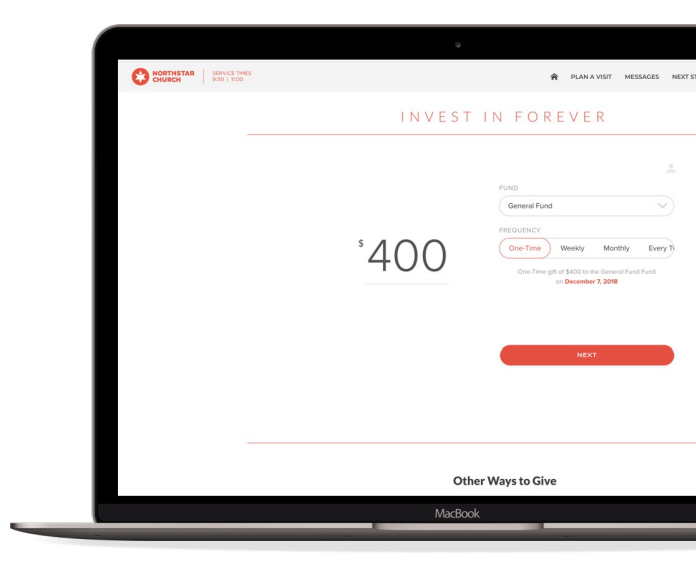 NORTHSTAR
CHURCH
SERVICE TIMES
9:30 | 11:00
PLAN A VISIT
MESSAGES
NEXT ST
INVEST IN FOREVER
FUND
General Fund
FREQUENCY
One-Time Weekly Monthly Every T
$400
One-Time gift of $400 to the General Fund Fund
on December 7, 2018
NEXT
Other Ways to Give
MacBook